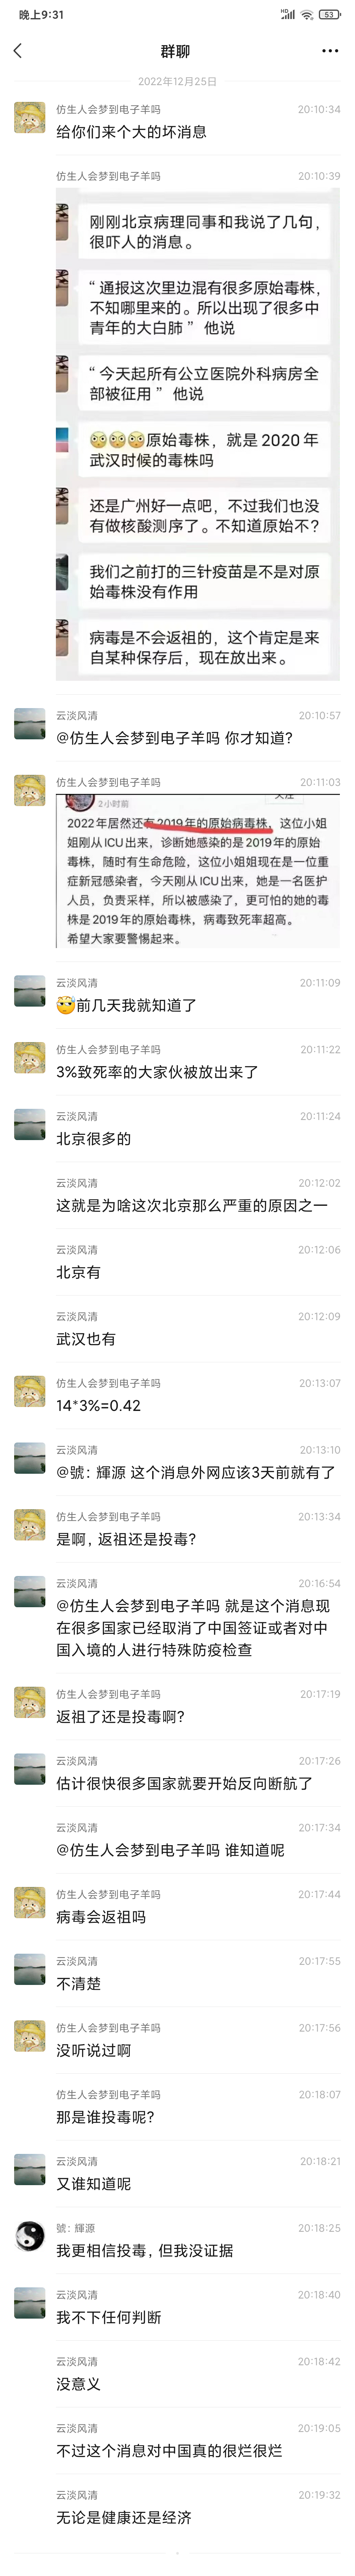 晚上9:31
HD
53
群聊
2022年12月25日
仿生人会梦到电子羊吗 20:10:34
给你们来个大的坏消息
仿生人会梦到电子羊吗 20:10:39
刚刚北京病理同事和我说了几句，
很吓人的消息。
“通报这次里边混有很多原始毒株，
不知哪里来的。所以出现了很多中
青年的大白肺” 他说
“今天起所有公立医院外科病房全
部被征用” 他说
😳😳😳原始毒株，就是2020年
武汉时候的毒株吗
还是广州好一点吧，不过我们也没
有做核酸测序了。不知道原始不？
我们之前打的三针疫苗是不是对原
始毒株没有作用
病毒是不会返祖的，这个肯定是来
自某种保存后，现在放出来。
云淡风清 20:10:57
@仿生人会梦到电子羊吗 你才知道?
仿生人会梦到电子羊吗 20:11:03
2小时前
2022年居然还有2019年的原始病毒株，这位小姐
姐刚从ICU出来，诊断她感染的是2019年的原始
毒株，随时有生命危险，这位小姐姐现在是一位重
症新冠感染者，今天刚从ICU出来，她是一名医护
人员，负责采样，所以被感染了，更可怕的她的毒
株是2019年的原始毒株，病毒致死率超高。
希望大家要警惕起来。
云淡风清 20:11:09
😅前几天我就知道了
仿生人会梦到电子羊吗 20:11:22
3%致死率的大家伙被放出来了
云淡风清 20:11:24
北京很多的
云淡风清 20:12:02
这就是为啥这次北京那么严重的原因之一
云淡风清 20:12:06
北京有
云淡风清 20:12:09
武汉也有
仿生人会梦到电子羊吗 20:13:07
14*3%=0.42
云淡风清 20:13:10
@號：輝源 这个消息外网应该3天前就有了
仿生人会梦到电子羊吗 20:13:34
是啊，返祖还是投毒?
云淡风清 20:16:54
@仿生人会梦到电子羊吗 就是这个消息现
在很多国家已经取消了中国签证或者对中
国入境的人进行特殊防疫检查
仿生人会梦到电子羊吗 20:17:19
返祖了还是投毒啊?
云淡风清 20:17:26
估计很快很多国家就要开始反向断航了
云淡风清 20:17:34
@仿生人会梦到电子羊吗 谁知道呢
仿生人会梦到电子羊吗 20:17:44
病毒会返祖吗
云淡风清 20:17:55
不清楚
仿生人会梦到电子羊吗 20:17:56
没听说过啊
仿生人会梦到电子羊吗 20:18:07
那是谁投毒呢?
云淡风清 20:18:21
又谁知道呢
號：輝源 20:18:25
我更相信投毒，但我没证据
云淡风清 20:18:40
我不下任何判断
云淡风清 20:18:42
没意义
云淡风清 20:19:05
不过这个消息对中国真的很烂很烂
云淡风清 20:19:32
无论是健康还是经济